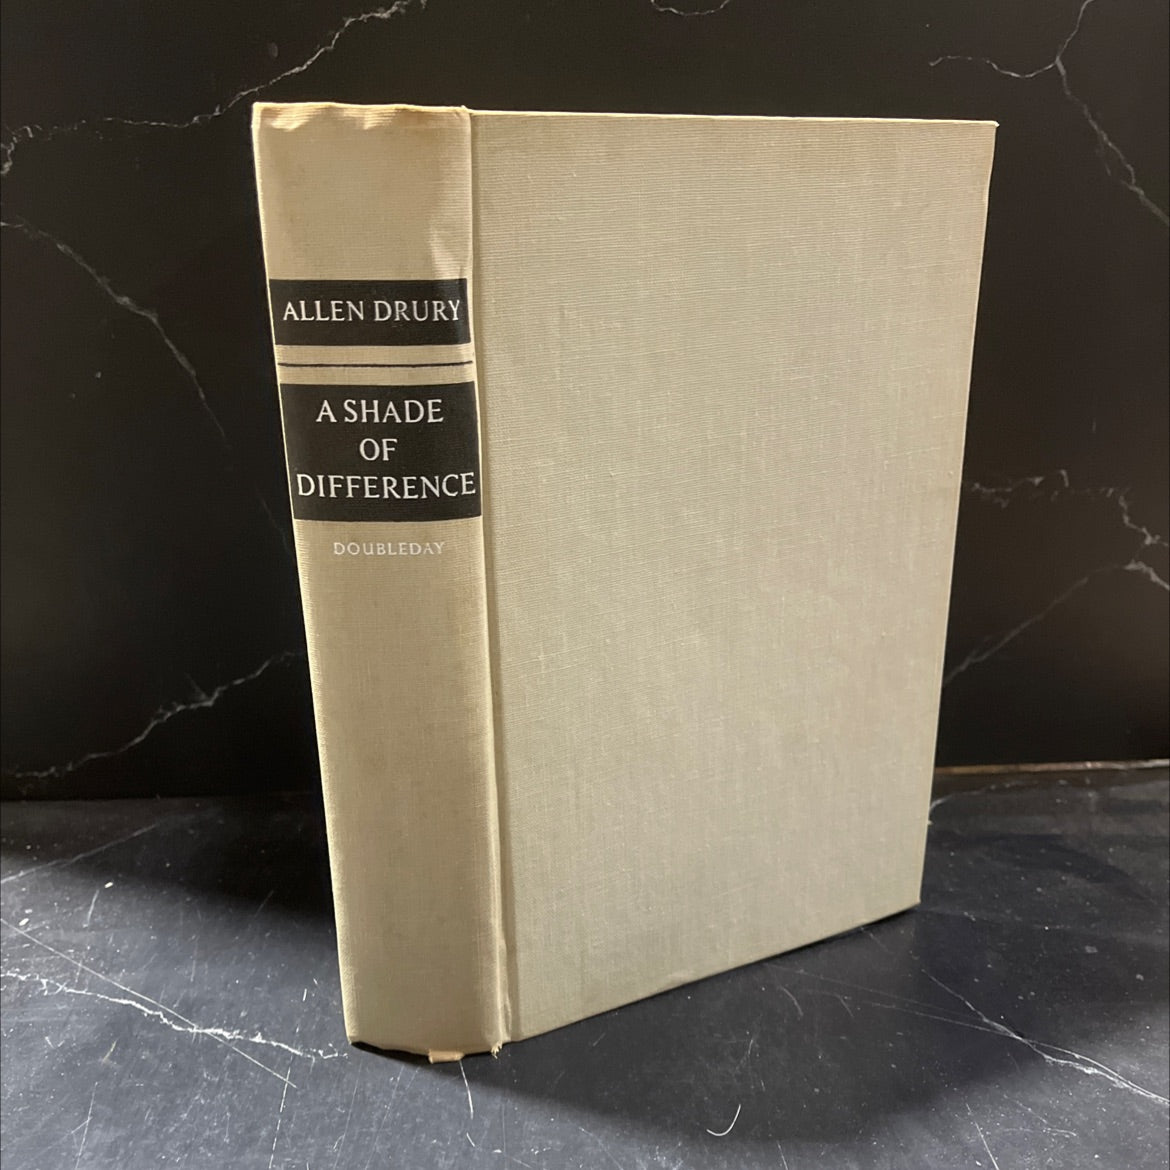 ALLEN DRURY
A SHADE
OF
DIFFERENCE
DOUBLEDAY